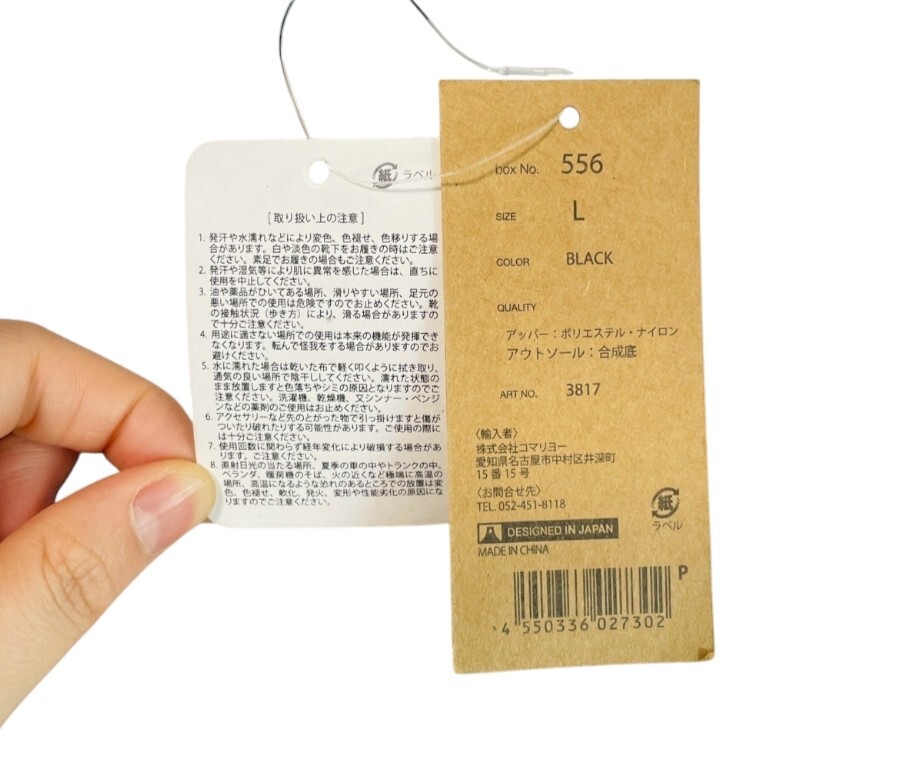 紙 ラベル
[ 取り扱い上の注意 ]
1. 発汗や水濡れなどにより変色、色褪せ、色移りする場
合があります。白や淡色の靴下をお履きの時はご注意
ください。素足でお履きの場合もご注意ください。
2. 発汗や湿気等により肌に異常を感じた場合は、直ちに
使用を中止してください。
3. 油や薬品がひいてある場所、滑りやすい場所、足元の
悪い場所での使用は危険ですのでお止めください。靴
の接触状況（歩き方）により、滑る場合がありますの
で十分ご注意ください。
4. 用途に適さない場所での使用は本来の機能が発揮でき
なくなります。転んで怪我をする場合がありますのでお
避けください。
5. 水に濡れた場合は乾いた布で軽く叩くように拭き取り、
通気の良い場所で陰干ししてください。濡れた状態の
まま放置しますと色落ちやシミの原因となりますのでご
注意ください。洗濯機、乾燥機、又シンナー・ベンジ
ンなどの薬剤のご使用はお止めください。
6. アクセサリーなど先のとがった物で引っ掛けますと傷が
ついたり破れたりする可能性があります。ご使用の際に
は十分ご注意ください。
7. 使用回数に関わらず経年変化により破損する場合があ
ります。ご注意ください。
8. 直射日光の当たる場所、夏季の車の中やトランクの中、
ベランダ、暖房機のそば、火の近くなど極端に高温の
場所、高温になるような恐れのあるところでの放置は変
色、色褪せ、軟化、発火、変形や性能劣化の原因にな
りますのでご注意ください。
box No. 556
SIZE L
COLOR BLACK
QUALITY
アッパー：ポリエステル・ナイロン
アウトソール：合成底
ART NO. 3817
〈輸入者〉
株式会社コマリヨー
愛知県名古屋市中村区井深町
15 番 15 号
〈お問合せ先〉
TEL. 052-451-8118
紙
ラベル
DESIGNED IN JAPAN
MADE IN CHINA
P
4 550336 027302